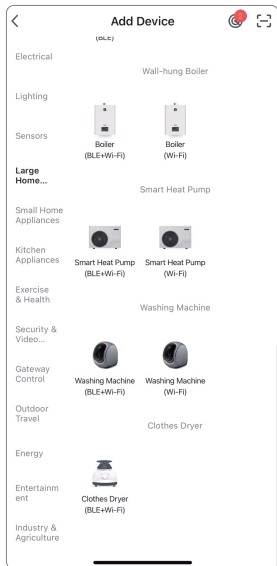 Add Device
2
(BLE)
Electrical
Lighting
Sensors
Large
Home...
Small Home
Appliances
Kitchen
Appliances
Exercise
& Health
Security &
Video...
Gateway
Control
Outdoor
Travel
Energy
Entertainm
ent
Industry &
Agriculture
Wall-hung Boiler
Boiler
(BLE+Wi-Fi)
Boiler
(Wi-Fi)
Smart Heat Pump
Smart Heat Pump
(BLE+Wi-Fi)
Smart Heat Pump
(Wi-Fi)
Washing Machine
Washing Machine
(BLE+Wi-Fi)
Washing Machine
(Wi-Fi)
Clothes Dryer
Clothes Dryer
(BLE+Wi-Fi)